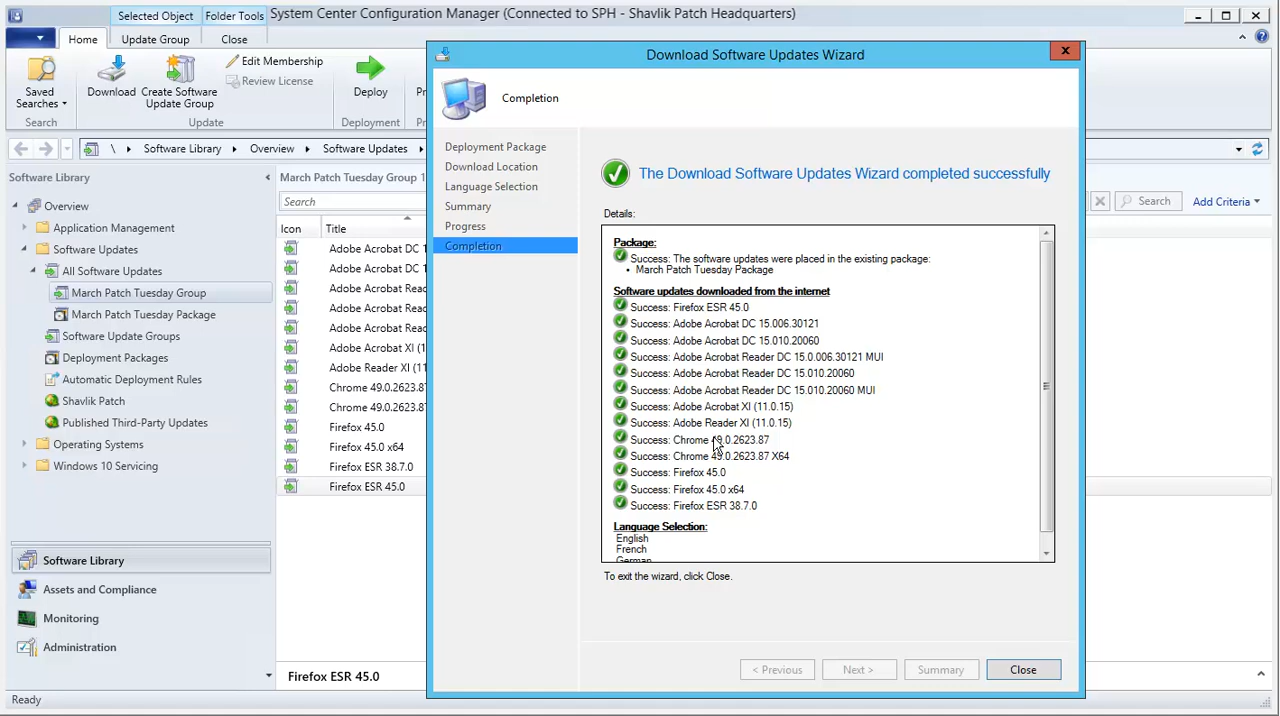 Selected Object
Folder Tools
System Center Configuration Manager (Connected to SPH - Shavlik Patch Headquarters)
Home
Update Group
Close
Saved
Searches
Search
Download
Create Software
Update Group
Edit Membership
Review License
Update
Deploy
Deployment
\
Software Library
Overview
Software Updates
Software Library
Overview
Application Management
Software Updates
All Software Updates
March Patch Tuesday Group
March Patch Tuesday Package
Software Update Groups
Deployment Packages
Automatic Deployment Rules
Shavlik Patch
Published Third-Party Updates
Operating Systems
Windows 10 Servicing
Software Library
Assets and Compliance
Monitoring
Administration
Ready
March Patch Tuesday Group 1
Search
Search
Add Criteria
Icon
Title
Adobe Acrobat DC 1
Adobe Acrobat DC 1
Adobe Acrobat Rea
Adobe Acrobat Rea
Adobe Acrobat Rea
Adobe Acrobat XI (1
Adobe Reader XI (11
Chrome 49.0.2623.87
Chrome 49.0.2623.87
Firefox 45.0
Firefox 45.0 x64
Firefox ESR 38.7.0
Firefox ESR 45.0
Firefox ESR 45.0
Download Software Updates Wizard
Completion
Deployment Package
Download Location
Language Selection
Summary
Progress
Completion
The Download Software Updates Wizard completed successfully
Details:
Package:
Success: The software updates were placed in the existing package:
• March Patch Tuesday Package
Software updates downloaded from the internet
Success: Firefox ESR 45.0
Success: Adobe Acrobat DC 15.006.30121
Success: Adobe Acrobat DC 15.010.20060
Success: Adobe Acrobat Reader DC 15.0.006.30121 MUI
Success: Adobe Acrobat Reader DC 15.010.20060
Success: Adobe Acrobat Reader DC 15.010.20060 MUI
Success: Adobe Acrobat XI (11.0.15)
Success: Adobe Reader XI (11.0.15)
Success: Chrome 49.0.2623.87
Success: Chrome 49.0.2623.87 X64
Success: Firefox 45.0
Success: Firefox 45.0 x64
Success: Firefox ESR 38.7.0
Language Selection:
English
French
German
To exit the wizard, click Close.
< Previous
Next >
Summary
Close